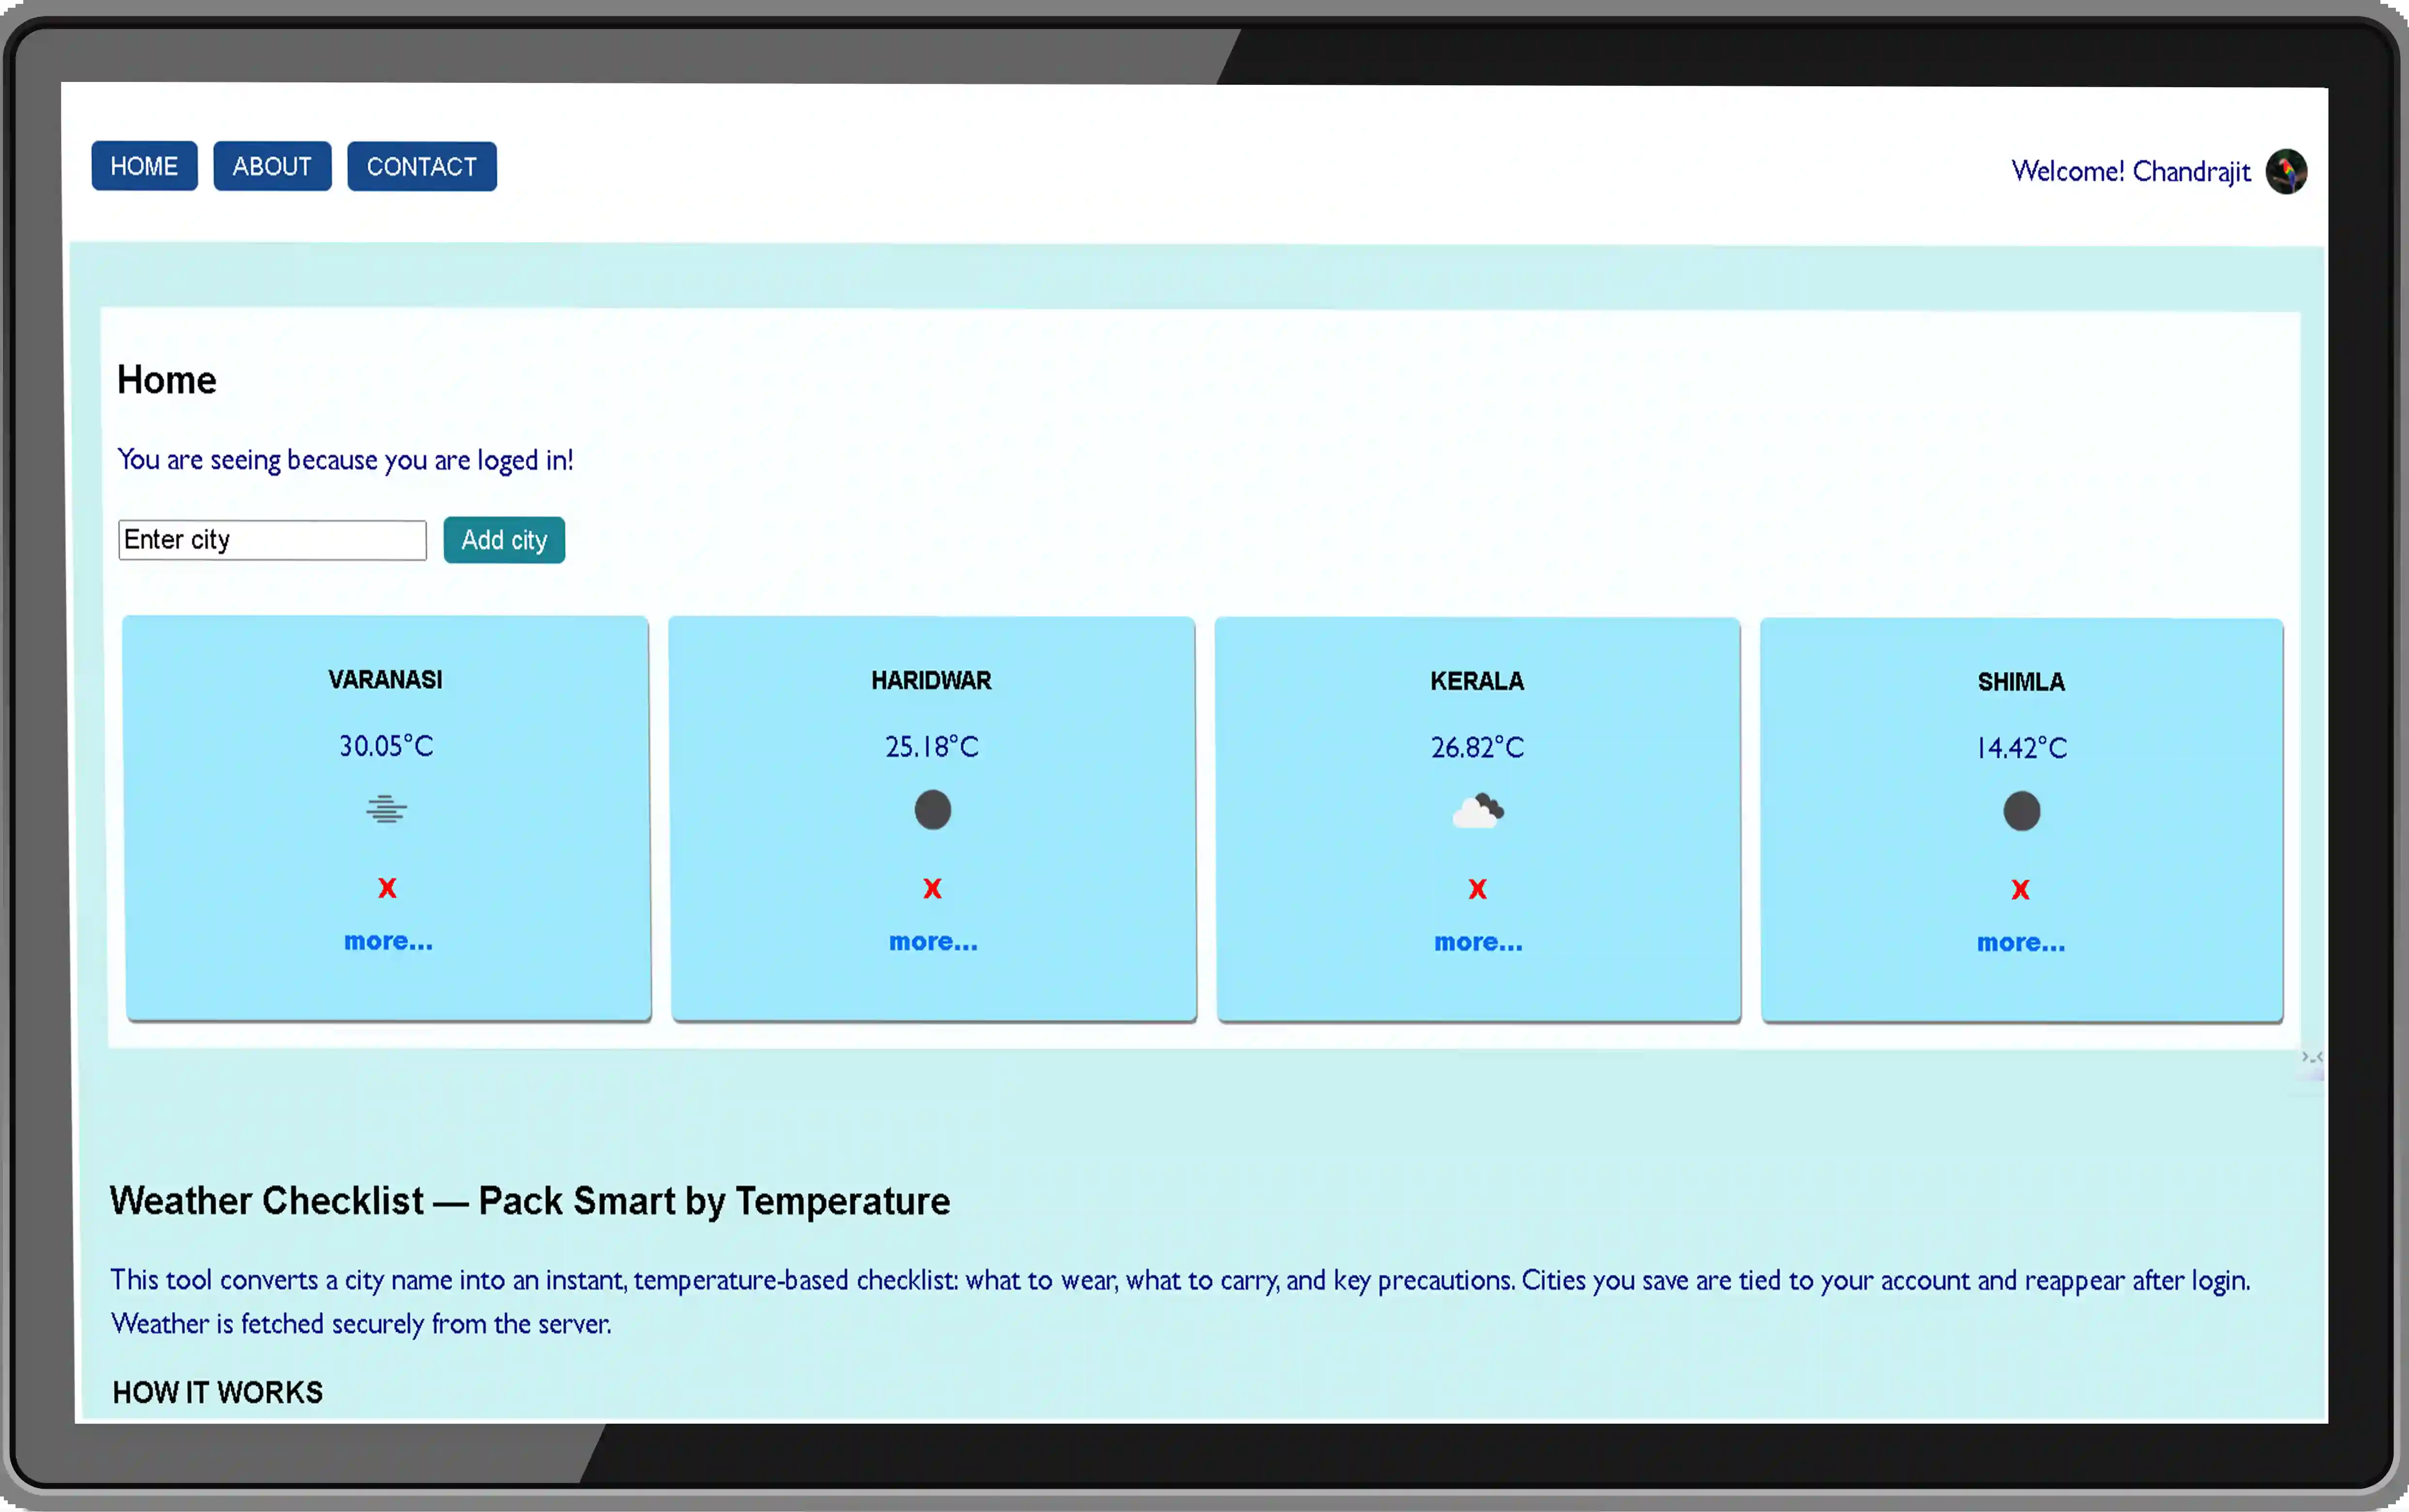 HOME ABOUT CONTACT Welcome! Chandrajit
Home
You are seeing because you are loged in!
Enter city Add city
VARANASI HARIDWAR KERALA SHIMLA
30.05°C 25.18°C 26.82°C 14.42°C
X X X X
more... more... more... more...
Weather Checklist — Pack Smart by Temperature
This tool converts a city name into an instant, temperature-based checklist: what to wear, what to carry, and key precautions. Cities you save are tied to your account and reappear after login.
Weather is fetched securely from the server.
HOW IT WORKS